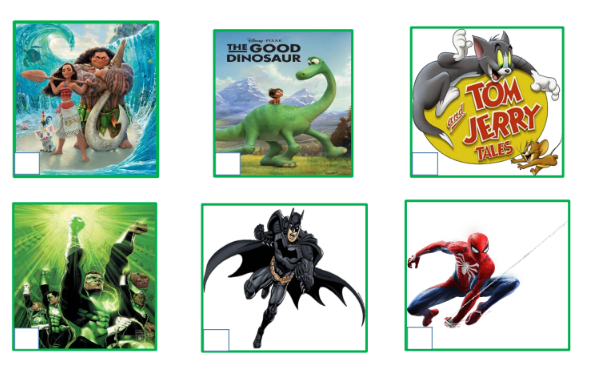 Disney · PIXAR
THE GOOD
DINOSAUR
TOM
and
JERRY
TALES